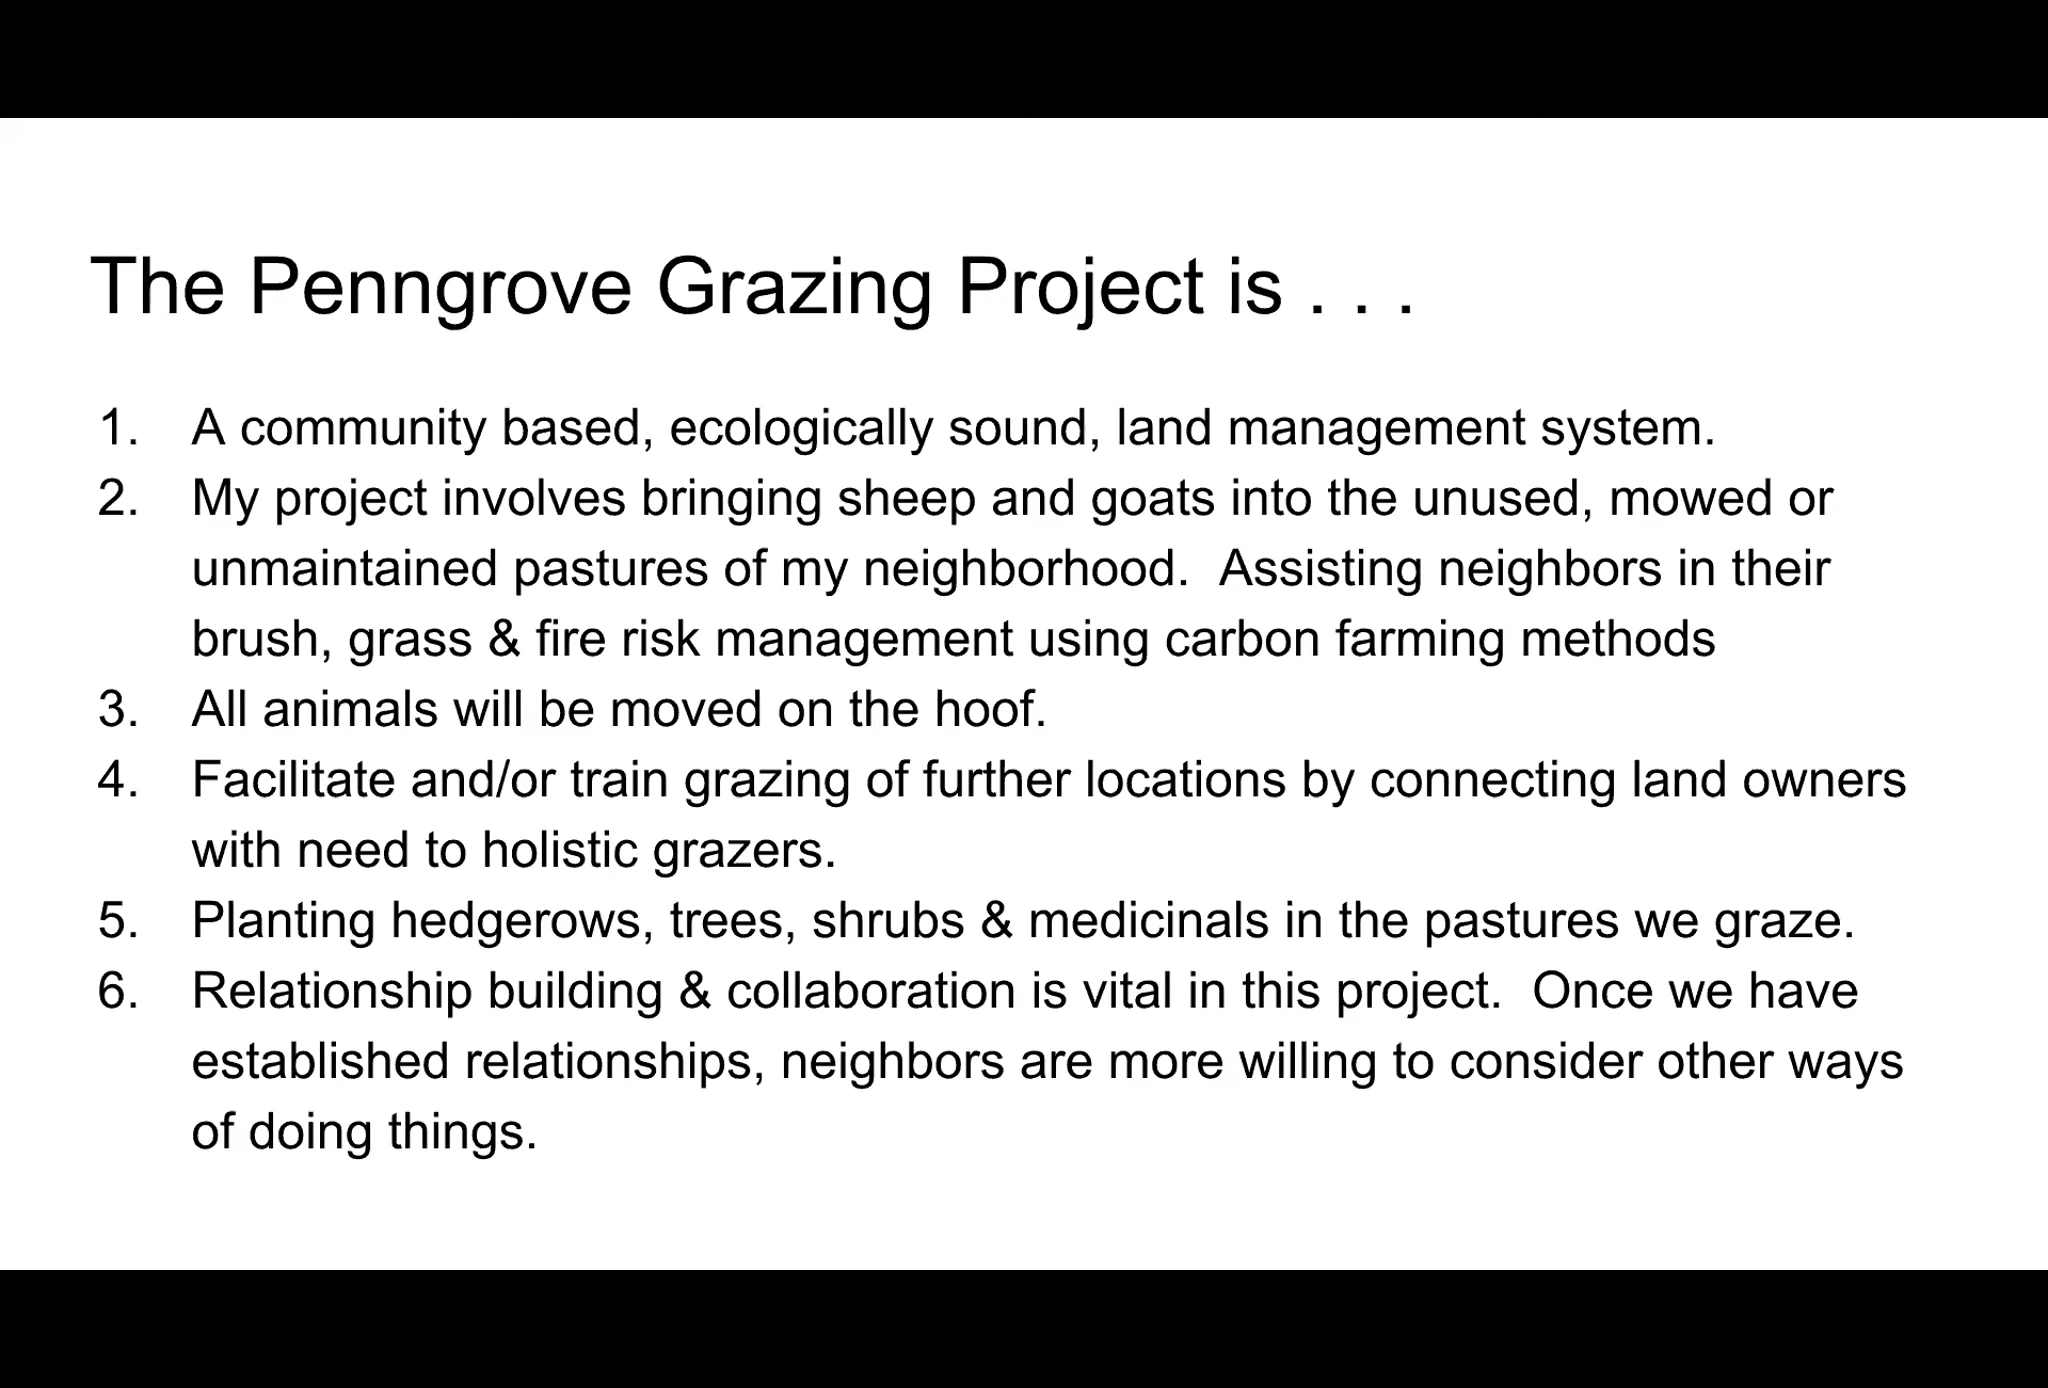 The Penngrove Grazing Project is . . .
1. A community based, ecologically sound, land management system.
2. My project involves bringing sheep and goats into the unused, mowed or
unmaintained pastures of my neighborhood.  Assisting neighbors in their
brush, grass & fire risk management using carbon farming methods
3. All animals will be moved on the hoof.
4. Facilitate and/or train grazing of further locations by connecting land owners
with need to holistic grazers.
5. Planting hedgerows, trees, shrubs & medicinals in the pastures we graze.
6. Relationship building & collaboration is vital in this project.  Once we have
established relationships, neighbors are more willing to consider other ways
of doing things.